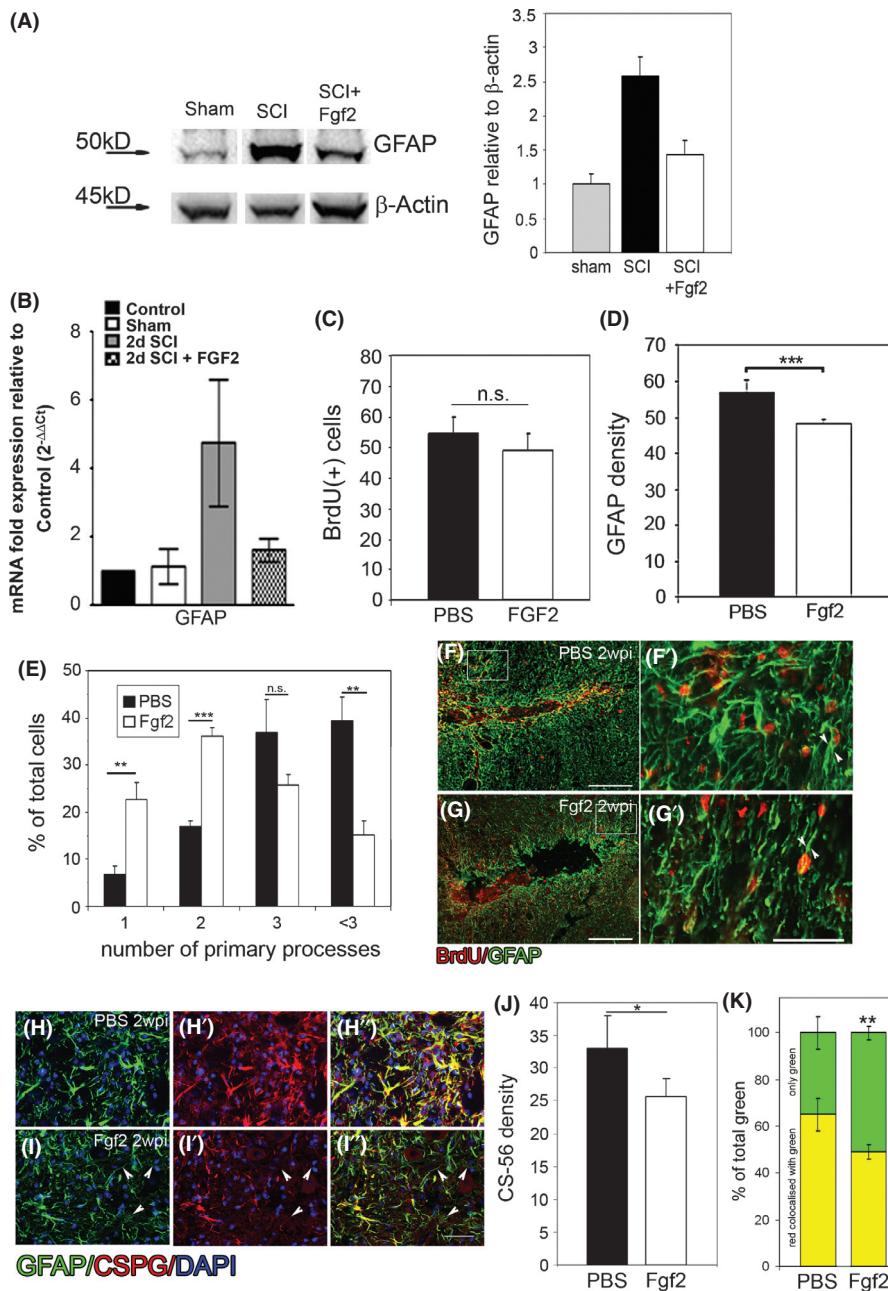 (A)
Sham
SCI
SCI+
Fgf2
50kD
GFAP
45kD
β-Actin
GFAP relative to β-actin
3
2.5
2
1.5
1
0.5
0
sham
SCI
SCI
+Fgf2
(B)
Control
Sham
2d SCI
2d SCI + FGF2
mRNA fold expression relative to
Control (2-ΔΔCt)
8
6
4
2
0
GFAP
(C)
BrdU(+) cells
80
70
60
50
40
30
20
10
0
n.s.
PBS
FGF2
(D)
GFAP density
70
60
50
40
30
20
10
0
***
PBS
Fgf2
(E)
% of total cells
50
40
30
20
10
0
PBS
Fgf2
**
***
n.s.
**
1
2
3
<3
number of primary processes
(F)
PBS 2wpi
(F′)
(G)
Fgf2 2wpi
(G′)
BrdU/GFAP
(H)
PBS 2wpi
(H′)
(H′′)
(I)
Fgf2 2wpi
(I′)
(I′′)
GFAP/CSPG/DAPI
(J)
CS-56 density
40
35
30
25
20
15
10
5
0
*
PBS
Fgf2
(K)
% of total green
100
80
60
40
20
0
**
only green
red colocalised with green
PBS
Fgf2